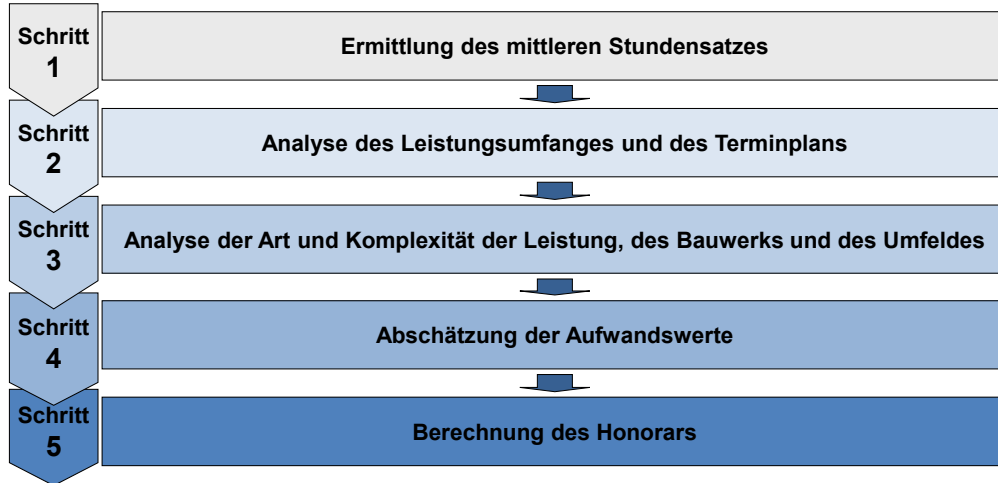 Schritt
1
Ermittlung des mittleren Stundensatzes
Schritt
2
Analyse des Leistungsumfanges und des Terminplans
Schritt
3
Analyse der Art und Komplexität der Leistung, des Bauwerks und des Umfeldes
Schritt
4
Abschätzung der Aufwandswerte
Schritt
5
Berechnung des Honorars